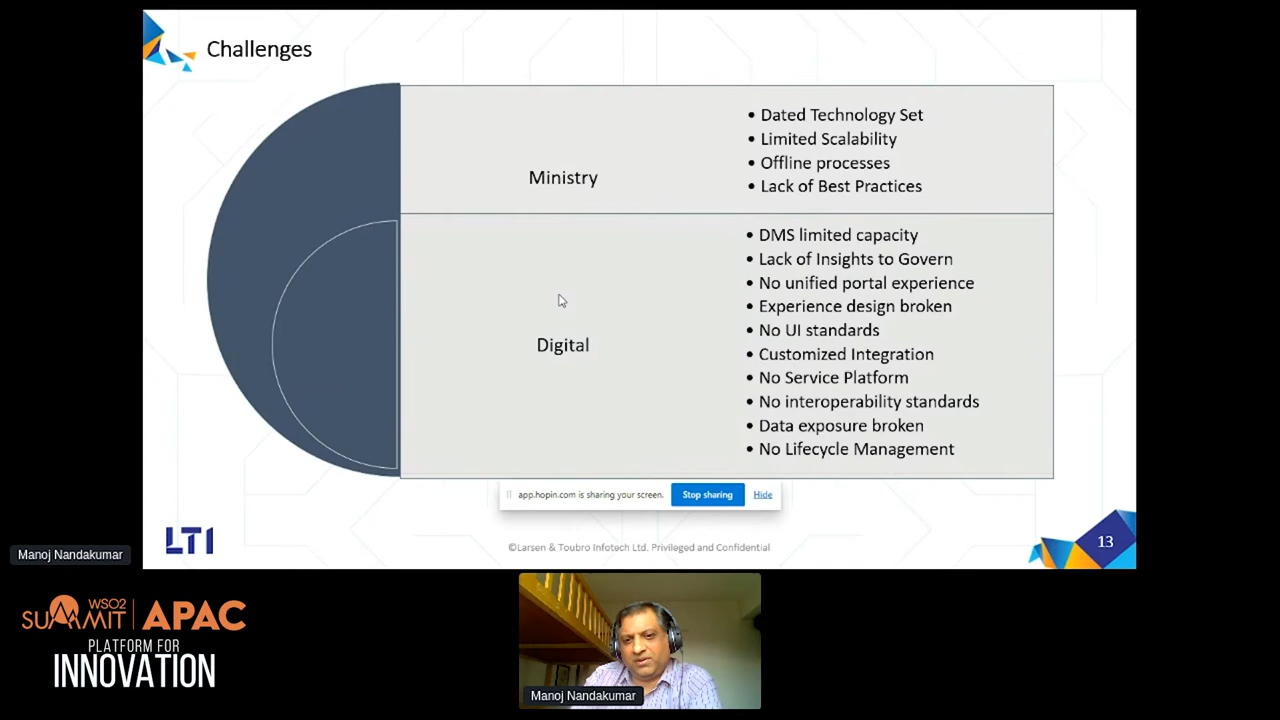 Challenges
Ministry
• Dated Technology Set
• Limited Scalability
• Offline processes
• Lack of Best Practices
Digital
• DMS limited capacity
• Lack of Insights to Govern
• No unified portal experience
• Experience design broken
• No UI standards
• Customized Integration
• No Service Platform
• No interoperability standards
• Data exposure broken
• No Lifecycle Management
app.hopin.com is sharing your screen. Stop sharing Hide
LTI
©Larsen & Toubro Infotech Ltd. Privileged and Confidential
13
Manoj Nandakumar
WSO2
SUMMIT APAC
PLATFORM FOR
INNOVATION
Manoj Nandakumar